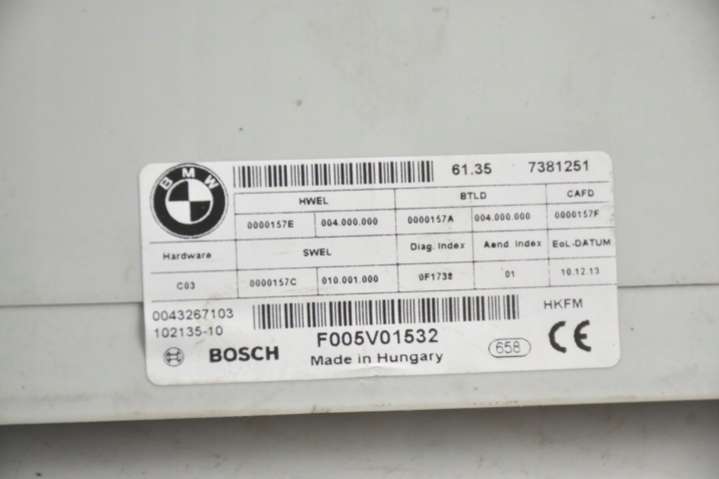 BMW
61.35 7381251
HWEL BTLD CAFD
0000157E 004.000.000 0000157A 004.000.000 0000157F
Hardware SWEL Diag. Index Aend. Index EoL-DATUM
C03 0000157C 010.001.000 0F1738 01 10.12.13
0043267103 HKFM
102135-10
BOSCH F005V01532 658 CE
Made in Hungary